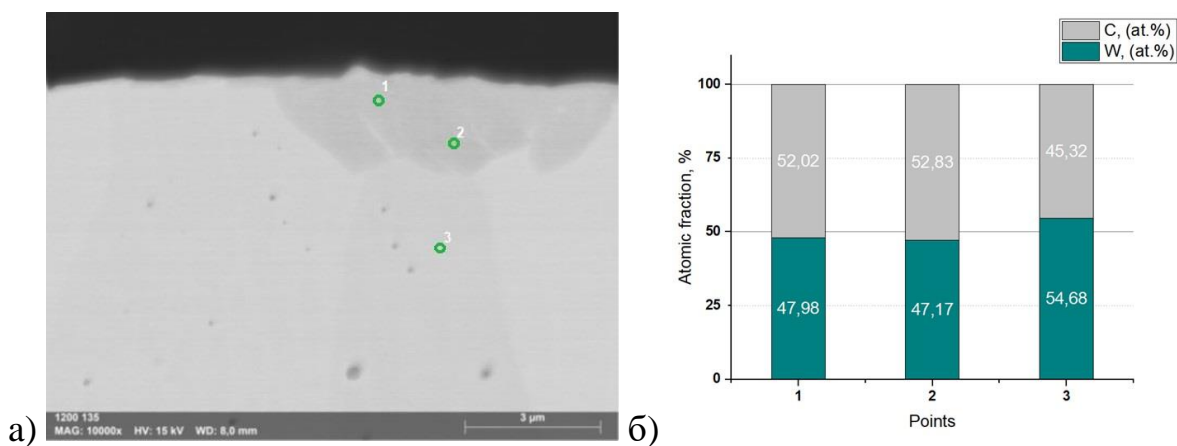 1
2
3
1200 135
MAG: 10000x HV: 15 kV WD: 8,0 mm
3 µm
а)
C, (at.%)
W, (at.%)
Atomic fraction, %
100
75
50
25
0
52,02
52,83
45,32
47,98
47,17
54,68
1
2
3
Points
б)